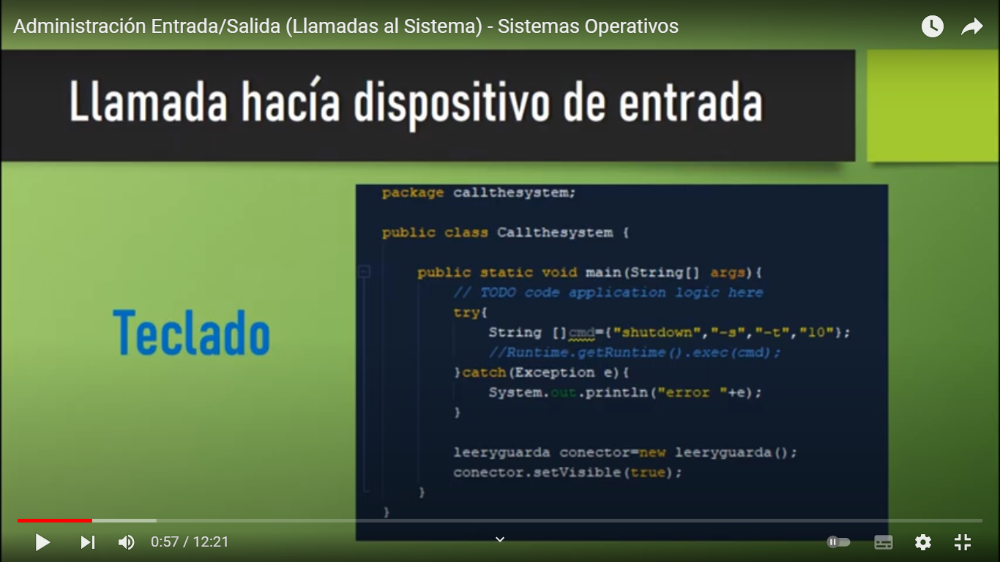 Administración Entrada/Salida (Llamadas al Sistema) - Sistemas Operativos
Llamada hacía dispositivo de entrada
Teclado
package callthesystem;
public class Callthesystem {
public static void main(String[] args){
// TODO code application logic here
try{
String []cmd={"shutdown","-s","-t","10"};
//Runtime.getRuntime().exec(cmd);
}catch(Exception e){
System.out.println("error "+e);
}
leeryguarda conector=new leeryguarda();
conector.setVisible(true);
}
}
0:57 / 12:21